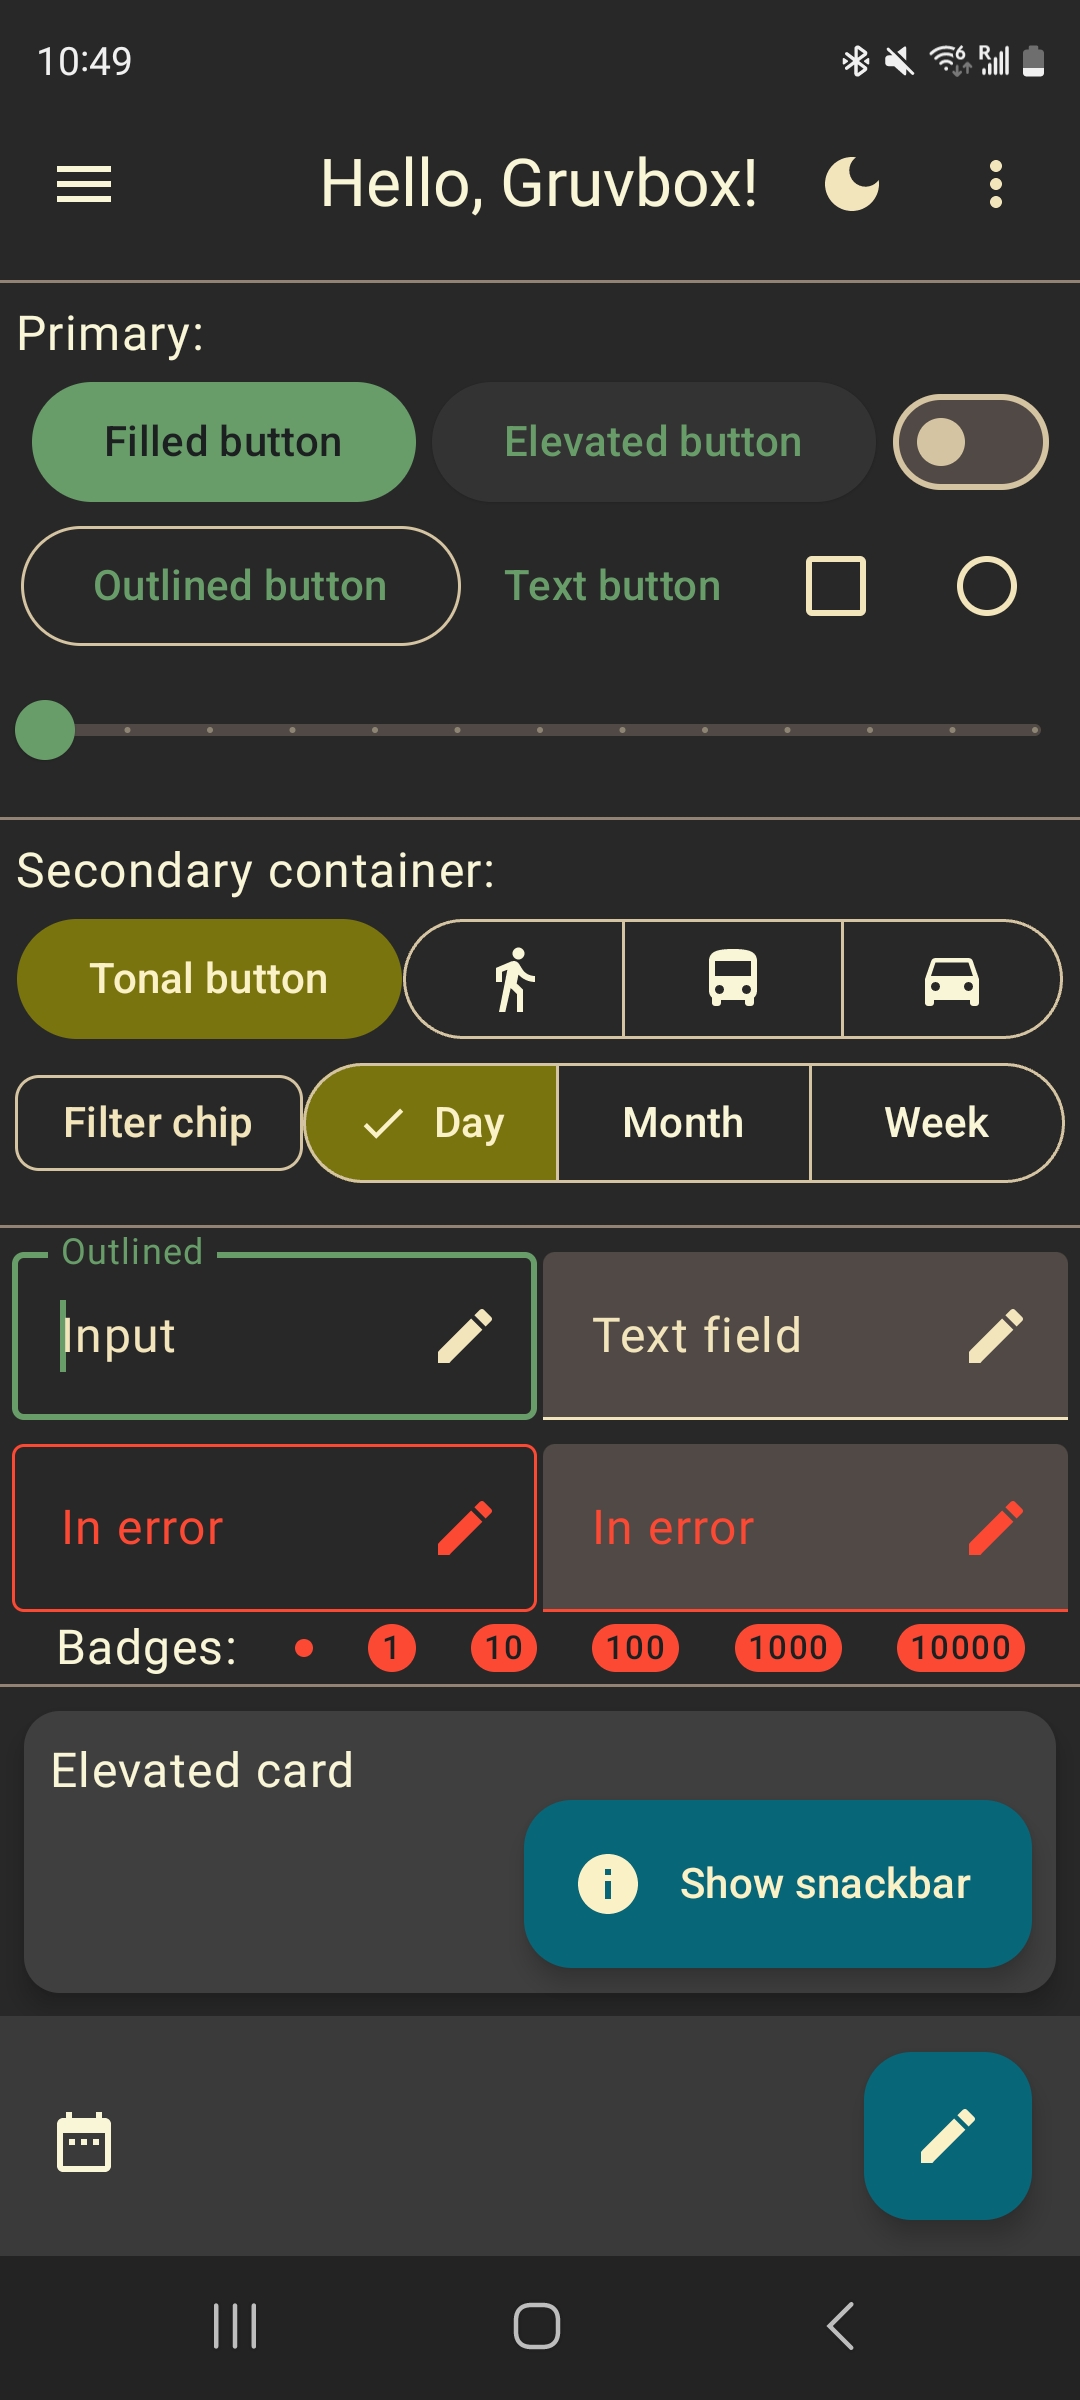 10:49
Hello, Gruvbox!
Primary:
Filled button
Elevated button
Outlined button
Text button
Secondary container:
Tonal button
Filter chip
Day
Month
Week
Outlined
Input
Text field
In error
In error
Badges:
1
10
100
1000
10000
Elevated card
Show snackbar